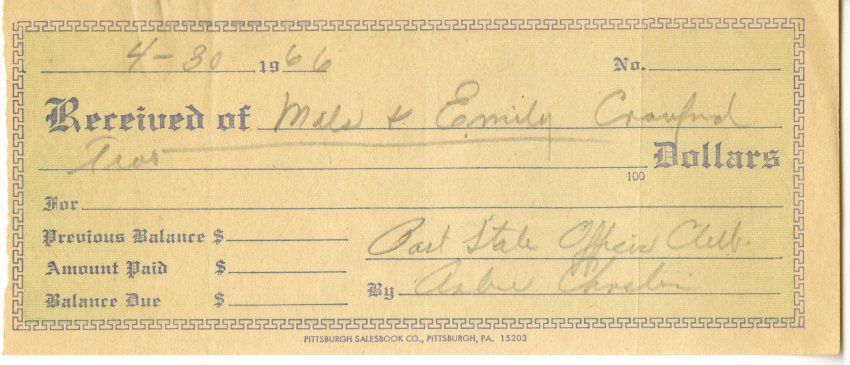 4-30 1966 No.
Received of Mals & Emily Crawford
Two 100 Dollars
For
Previous Balance $ Past State Officers Club.
Amount Paid $
Balance Due $ By
PITTSBURGH SALESBOOK CO., PITTSBURGH, PA. 15203